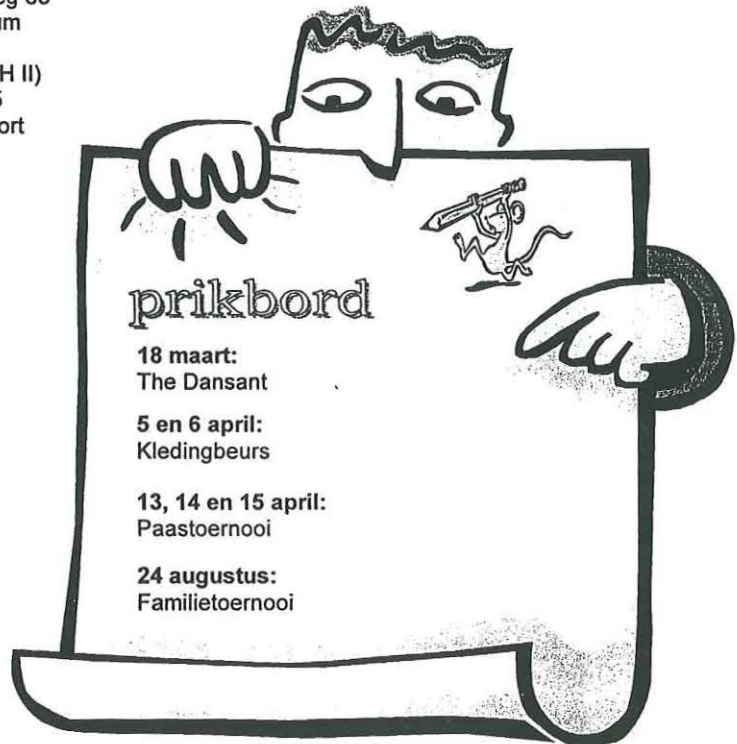 H II)
ort
prikbord
18 maart:
The Dansant
5 en 6 april:
Kledingbeurs
13, 14 en 15 april:
Paastoernooi
24 augustus:
Familietoernooi